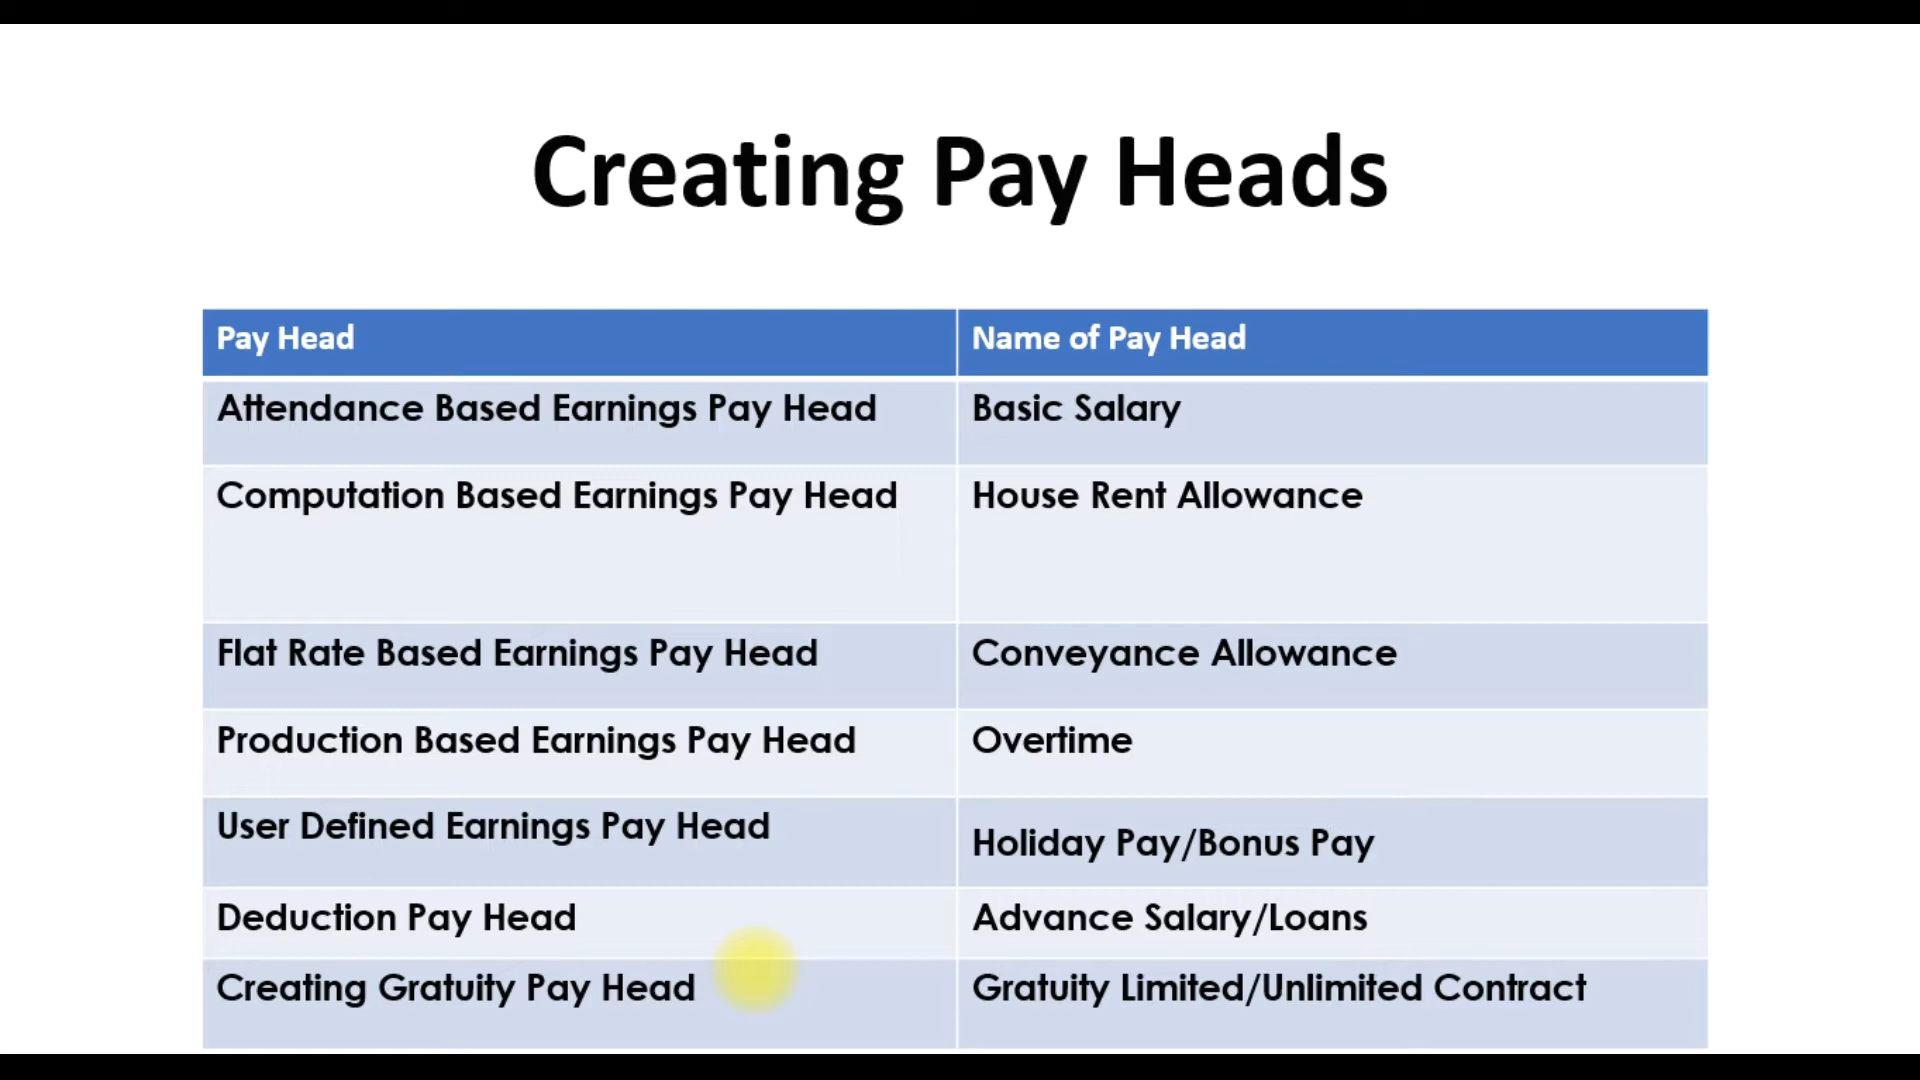 Creating Pay Heads
Pay Head
Name of Pay Head
Attendance Based Earnings Pay Head
Basic Salary
Computation Based Earnings Pay Head
House Rent Allowance
Flat Rate Based Earnings Pay Head
Conveyance Allowance
Production Based Earnings Pay Head
Overtime
User Defined Earnings Pay Head
Holiday Pay/Bonus Pay
Deduction Pay Head
Advance Salary/Loans
Creating Gratuity Pay Head
Gratuity Limited/Unlimited Contract